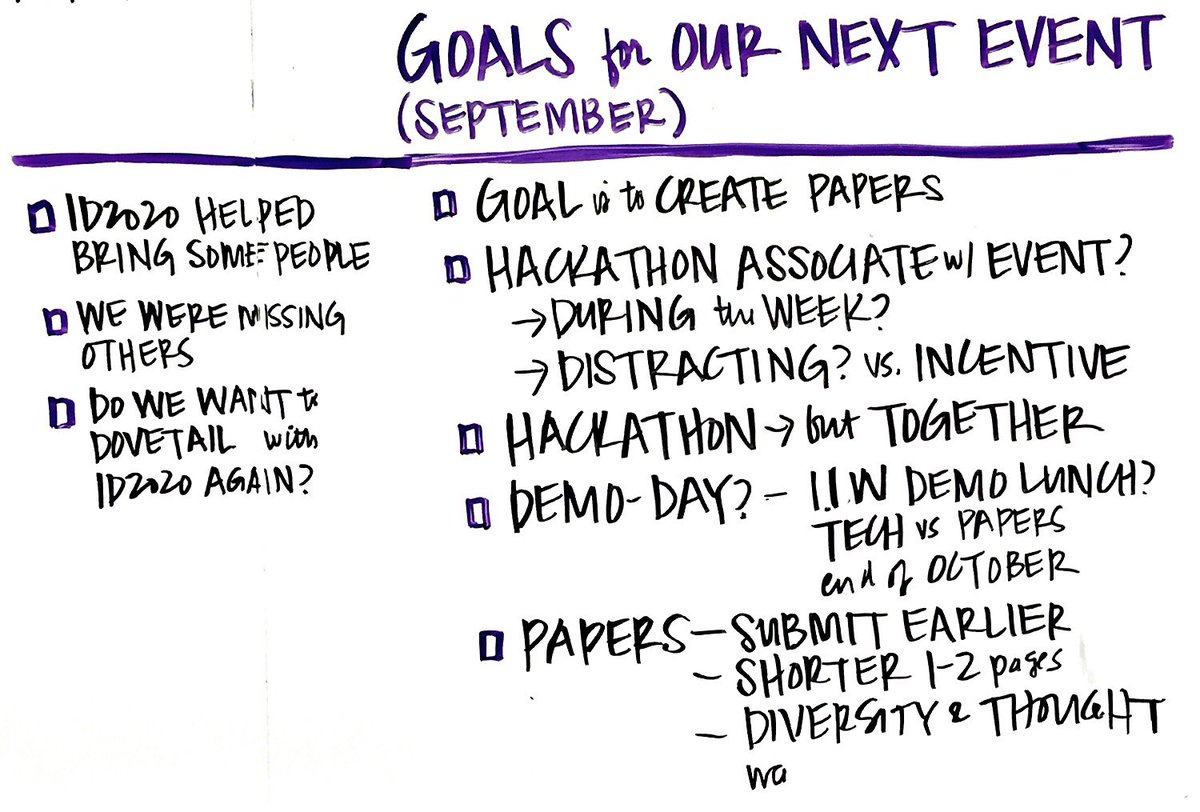 GOALS for OUR NEXT EVENT
(SEPTEMBER)
ID2020 HELPED
BRING SOME PEOPLE
WE WERE MISSING
OTHERS
DO WE WANT to
DOVETAIL with
ID2020 AGAIN?
GOAL is to CREATE PAPERS
HACKATHON ASSOCIATE w/ EVENT?
→ DURING the WEEK?
→ DISTRACTING? vs. INCENTIVE
HACKATHON → but TOGETHER
DEMO-DAY? - IIW DEMO LUNCH?
TECH vs PAPERS
end of OCTOBER
PAPERS - SUBMIT EARLIER
- SHORTER 1-2 pages
- DIVERSITY & THOUGHT
wa